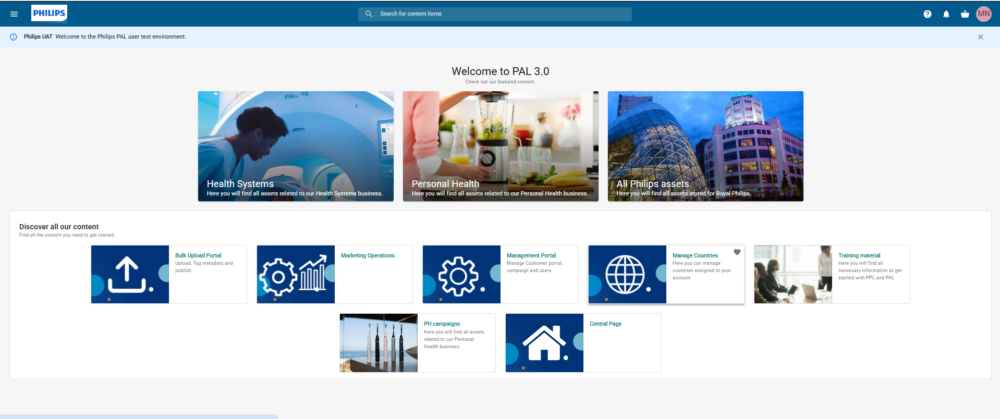 PHILIPS
Search for content items
MN
Philips UAT Welcome to the Philips PAL user test environment.
Welcome to PAL 3.0
Check out our featured content.
PHILIPS
Health Systems
Here you will find all assets related to our Health Systems business.
Personal Health
Here you will find all assets related to our Personal Health business.
PHILIPS
All Philips assets
Here you will find all assets stored for Royal Philips.
Discover all our content
Find all the content you need to get started.
Bulk Upload Portal
Upload, Tag metadata and
publish
Marketing Operations
Management Portal
Manage Customer portal,
campaign and users
Manage Countries
Here you can manage
countries assigned to your
account
Training material
Here you will find all
necessary information to get
started with PPL and PAL
PH campaigns
Here you will find all assets
related to our Personal
Health business
Central Page